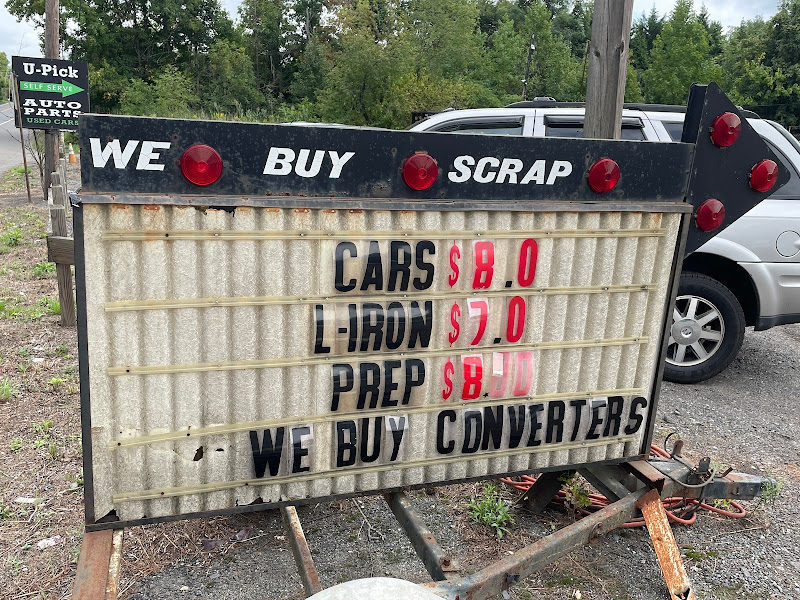 U-Pick
SELF SERVE
AUTO
PARTS
USED CARS
WE BUY SCRAP
CARS $8.0
L-IRON $7.0
PREP $8
WE BUY CONVERTERS